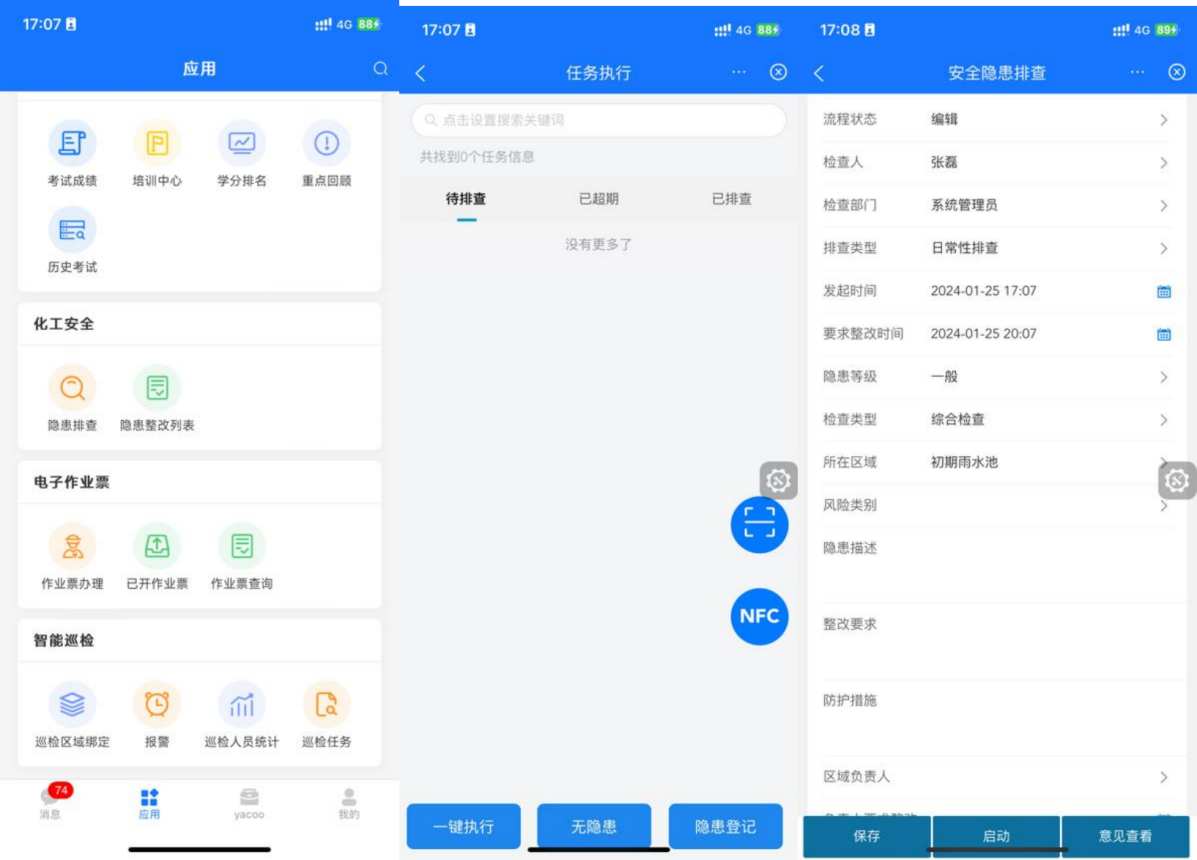 17:07
4G 88
应用
考试成绩 培训中心 学分排名 重点回顾
历史考试
化工安全
隐患排查 隐患整改列表
电子作业票
作业票办理 已开作业票 作业票查询
智能巡检
巡检区域绑定 报警 巡检人员统计 巡检任务
74
消息 应用 yacoo 我的
17:07
4G 88
任务执行
点击设置搜索关键词
共找到0个任务信息
待排查 已超期 已排查
没有更多了
NFC
一键执行 无隐患 隐患登记
17:08
4G 89
安全隐患排查
流程状态 编辑
检查人 张磊
检查部门 系统管理员
排查类型 日常性排查
发起时间 2024-01-25 17:07
要求整改时间 2024-01-25 20:07
隐患等级 一般
检查类型 综合检查
所在区域 初期雨水池
风险类别
隐患描述
整改要求
防护措施
区域负责人
保存 启动 意见查看